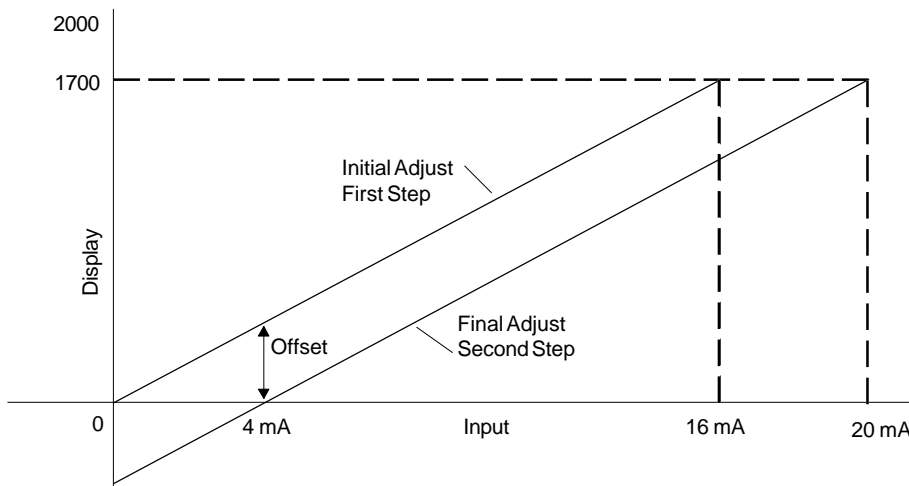 2000
1700
Initial Adjust
First Step
Display
Final Adjust
Second Step
Offset
0
4 mA
Input
16 mA
20 mA